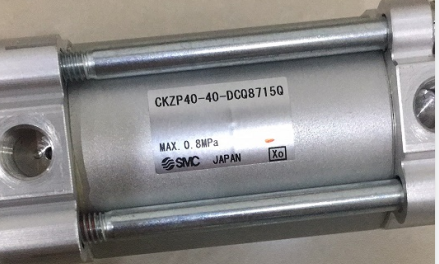 CKZP40-40-DCQ8715Q
MAX. 0.8MPa
SMC JAPAN Xo